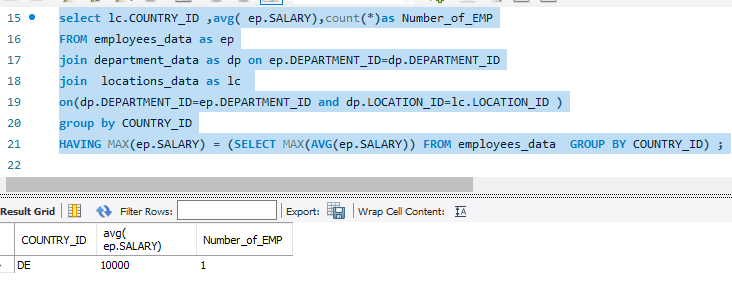 15 select lc.COUNTRY_ID ,avg( ep.SALARY),count(*)as Number_of_EMP
16 FROM employees_data as ep
17 join department_data as dp on ep.DEPARTMENT_ID=dp.DEPARTMENT_ID
18 join  locations_data as lc
19 on(dp.DEPARTMENT_ID=ep.DEPARTMENT_ID and dp.LOCATION_ID=lc.LOCATION_ID )
20 group by COUNTRY_ID
21 HAVING MAX(ep.SALARY) = (SELECT MAX(AVG(ep.SALARY)) FROM employees_data  GROUP BY COUNTRY_ID) ;
22
Result Grid Filter Rows: Export: Wrap Cell Content: IA
COUNTRY_ID avg( ep.SALARY) Number_of_EMP
DE 10000 1